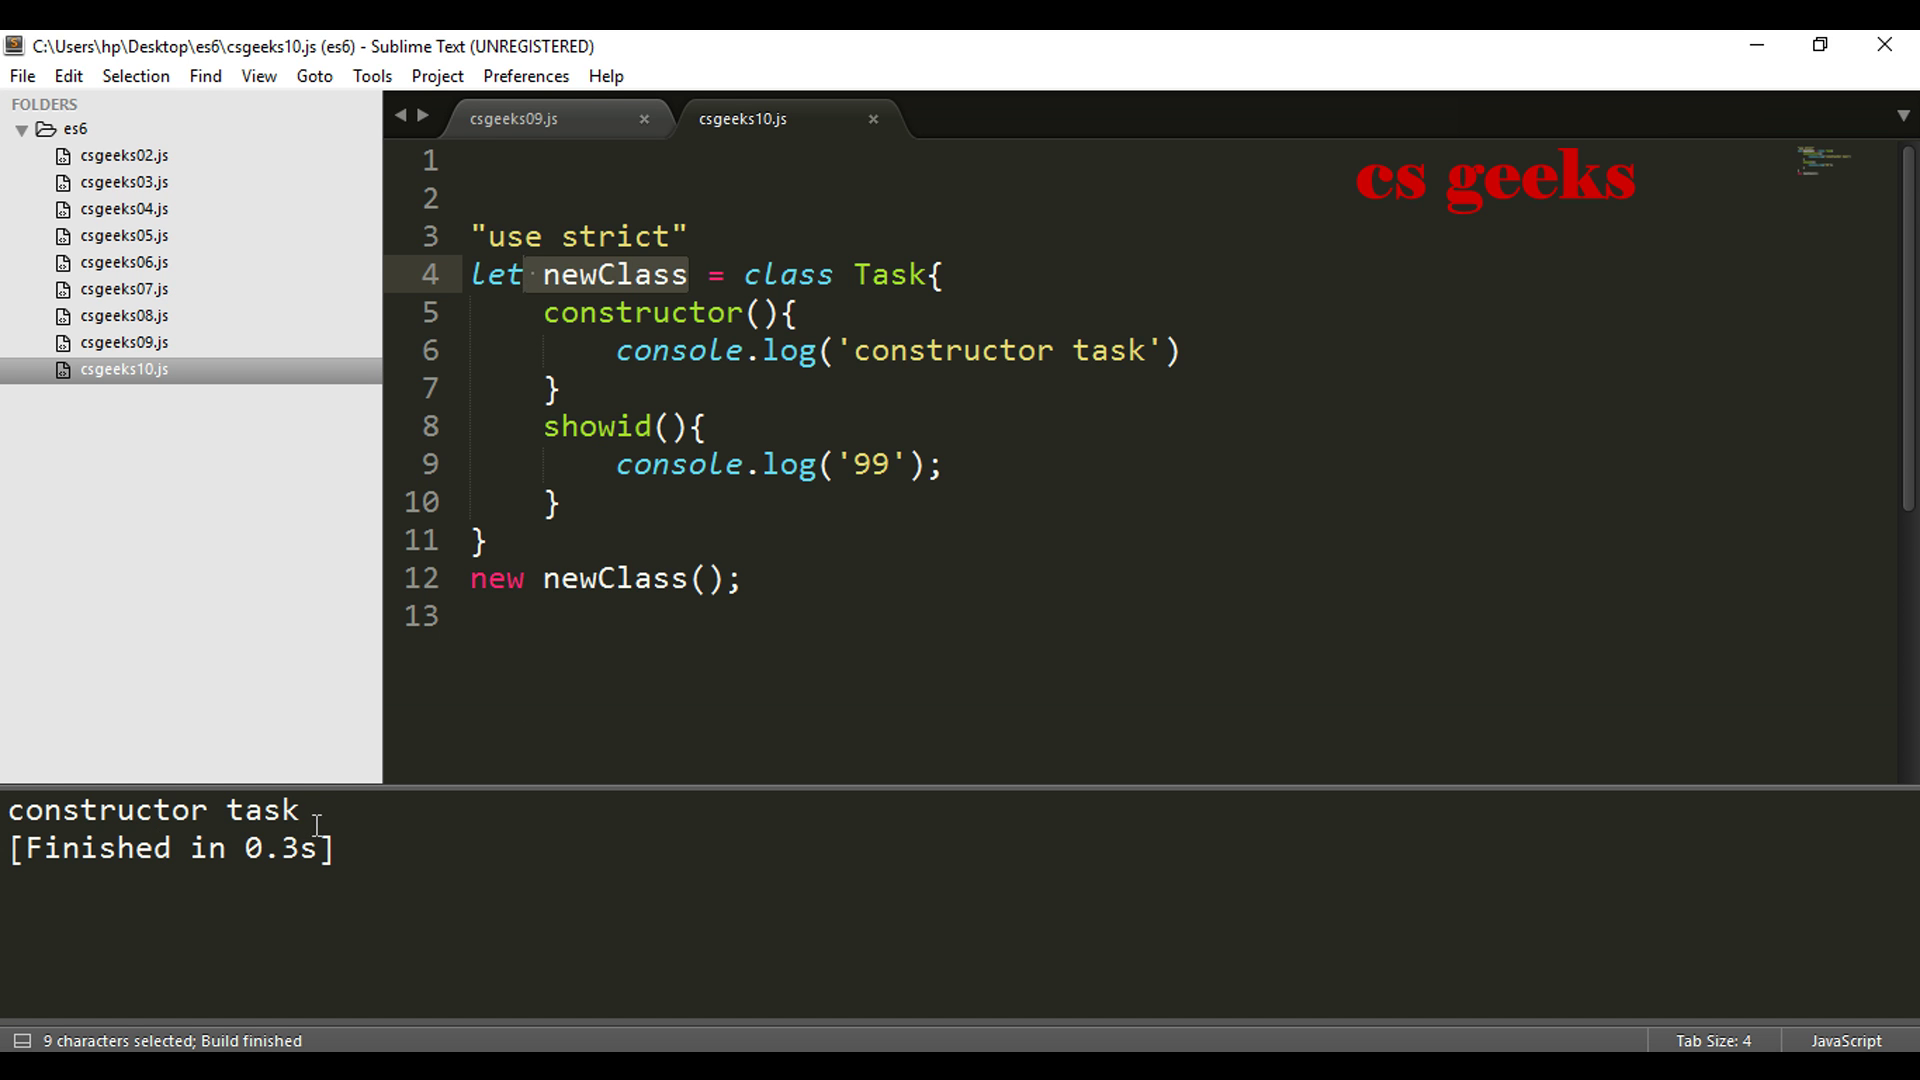 C:\Users\hp\Desktop\es6\csgeeks10.js (es6) - Sublime Text (UNREGISTERED)
File Edit Selection Find View Goto Tools Project Preferences Help
FOLDERS
es6
csgeeks02.js
csgeeks03.js
csgeeks04.js
csgeeks05.js
csgeeks06.js
csgeeks07.js
csgeeks08.js
csgeeks09.js
csgeeks10.js
csgeeks09.js csgeeks10.js
cs geeks
1
2
3 "use strict"
4 let newClass = class Task{
5 constructor(){
6 console.log('constructor task')
7 }
8 showid(){
9 console.log('99');
10 }
11 }
12 new newClass();
13
constructor task
[Finished in 0.3s]
9 characters selected; Build finished
Tab Size: 4 JavaScript